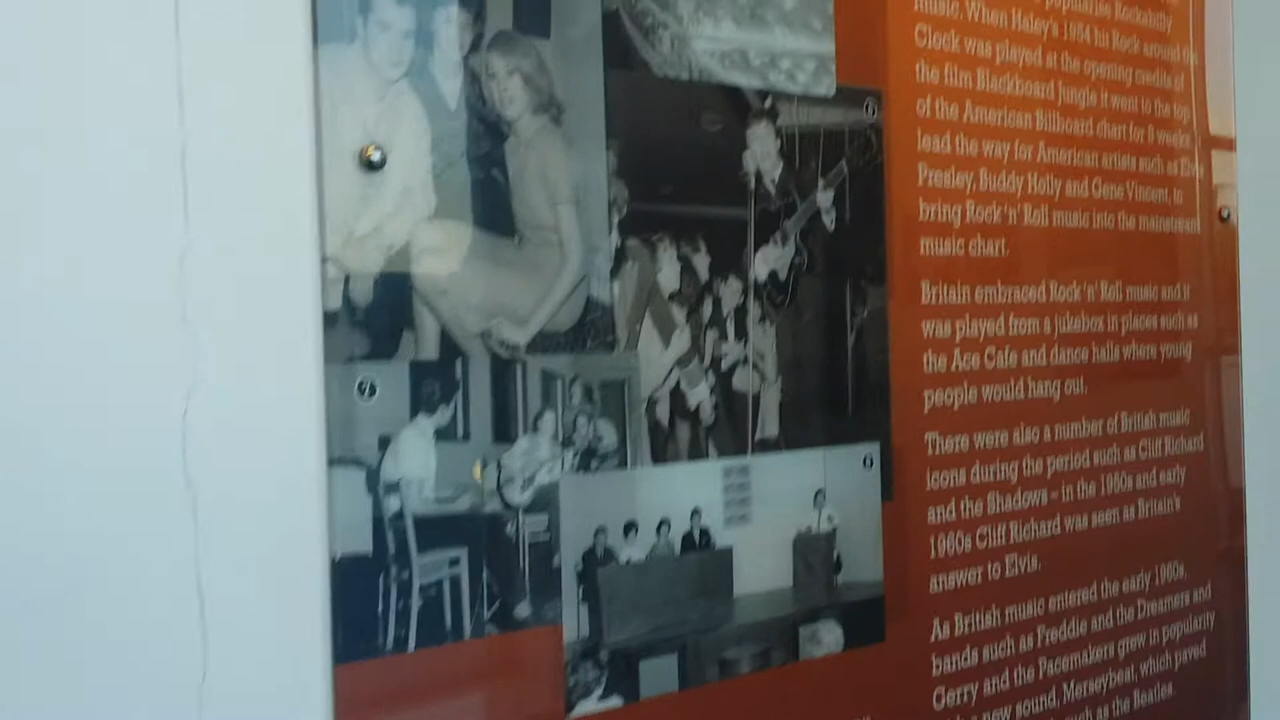 popularise Rockabilly
music. When Haley's 1954 hit Rock around the
Clock was played at the opening credits of
the film Blackboard Jungle it went to the top
of the American Billboard chart for 8 weeks
lead the way for American artists such as Elvis
Presley, Buddy Holly and Gene Vincent, to
bring Rock 'n' Roll music into the mainstream
music chart.
Britain embraced Rock 'n' Roll music and it
was played from a jukebox in places such as
the Ace Cafe and dance halls where young
people would hang out.
There were also a number of British music
icons during the period such as Cliff Richard
and the Shadows – in the 1950s and early
1960s Cliff Richard was seen as Britain's
answer to Elvis.
As British music entered the early 1960s,
bands such as Freddie and the Dreamers and
Gerry and the Pacemakers grew in popularity
new sound, Merseybeat, which paved
such as the Beatles.